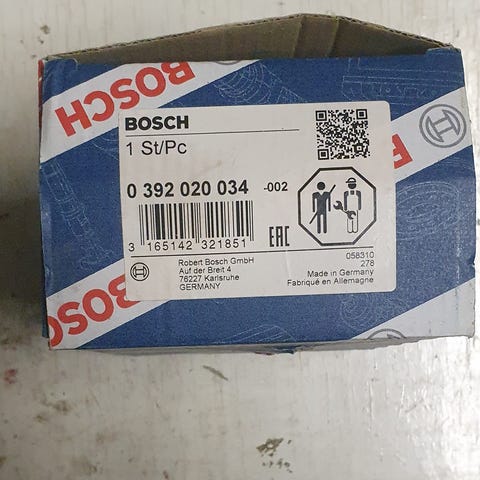 BOSCH
BOSCH
1 St/Pc
0 392 020 034 -002
3 165142 321851
EAC
Robert Bosch GmbH
Auf der Breit 4
76227 Karlsruhe
GERMANY
058310
278
Made in Germany
Fabriqué en Allemagne
BOSCH